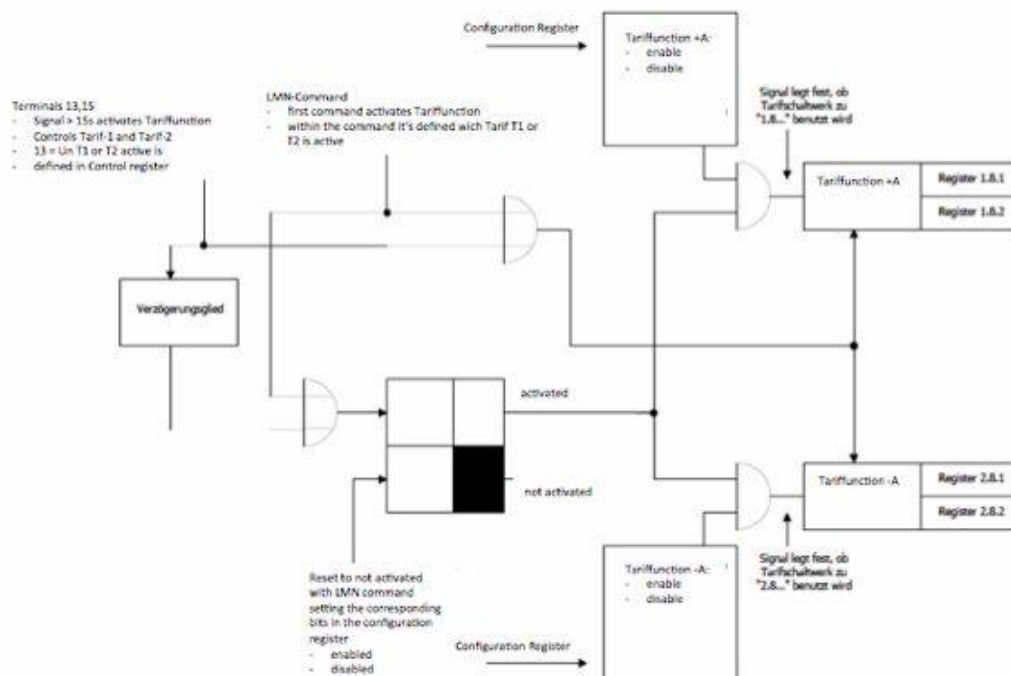 Configuration Register
Tariffunction +A:
- enable
- disable
Terminals 13,15
- Signal > 15s activates Tariffunction
- Controls Tarif-1 and Tarif-2
- 13 = Un T1 or T2 active is
- defined in Control register
LMN-Command
- first command activates Tariffunction
- within the command it's defined wich Tarif T1 or
T2 is active
Signal legt fest, ob
Tarifschaltwerk zu
"1.8..." benutzt wird
Tariffunction +A
Register 1.8.1
Register 1.8.2
Verzögerungsglied
activated
not activated
Tariffunction -A
Register 2.8.1
Register 2.8.2
Signal legt fest, ob
Tarifschaltwerk zu
"2.8..." benutzt wird
Tariffunction -A:
- enable
- disable
Reset to not activated
with LMN command
setting the corresponding
bits in the configuration
register
- enabled
- disabled
Configuration Register